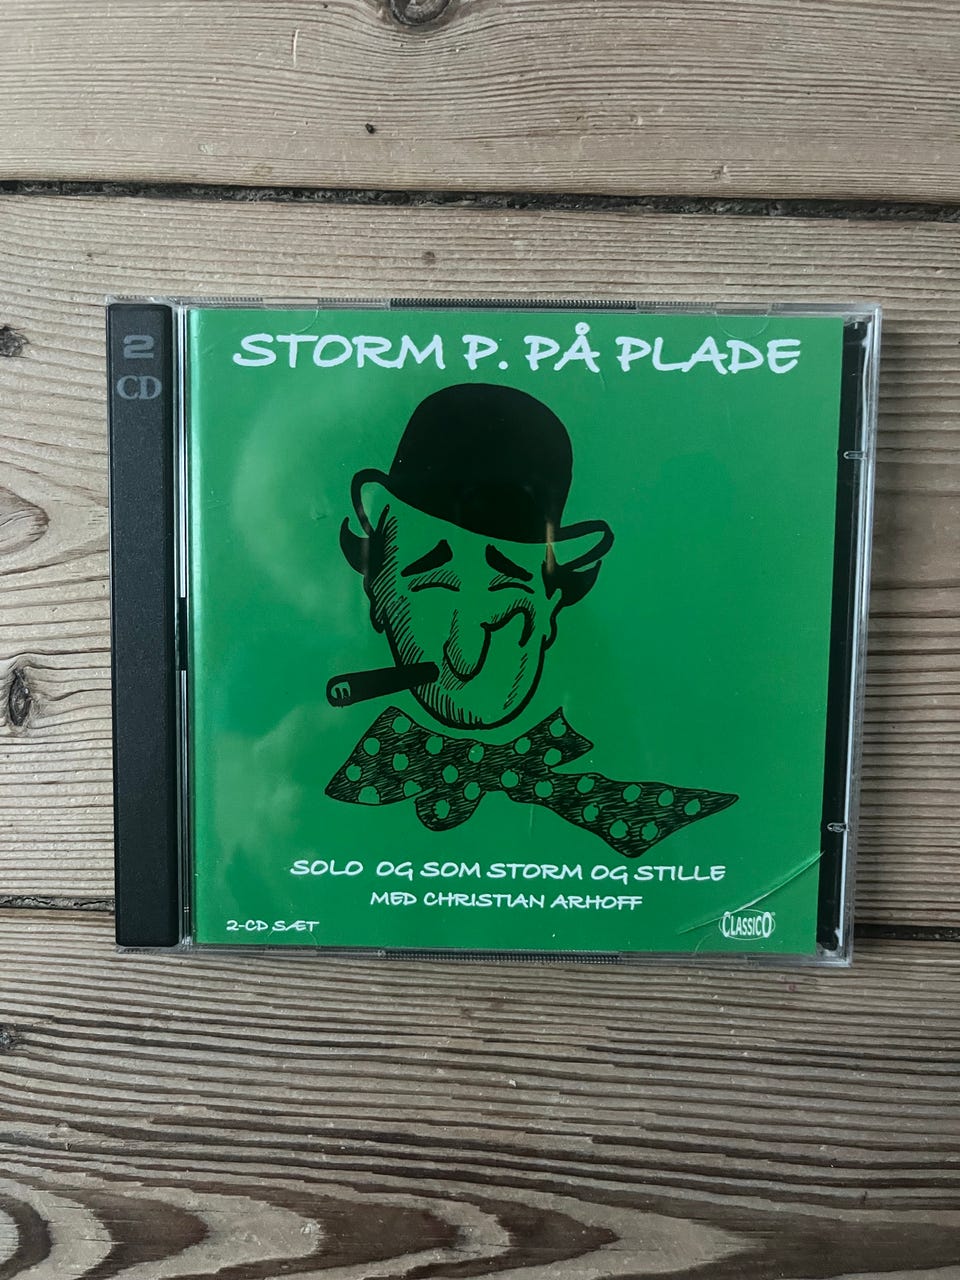 2
CD
STORM P. PÅ PLADE
SOLO OG SOM STORM OG STILLE
MED CHRISTIAN ARHOFF
2-CD SÆT
CLASSICO